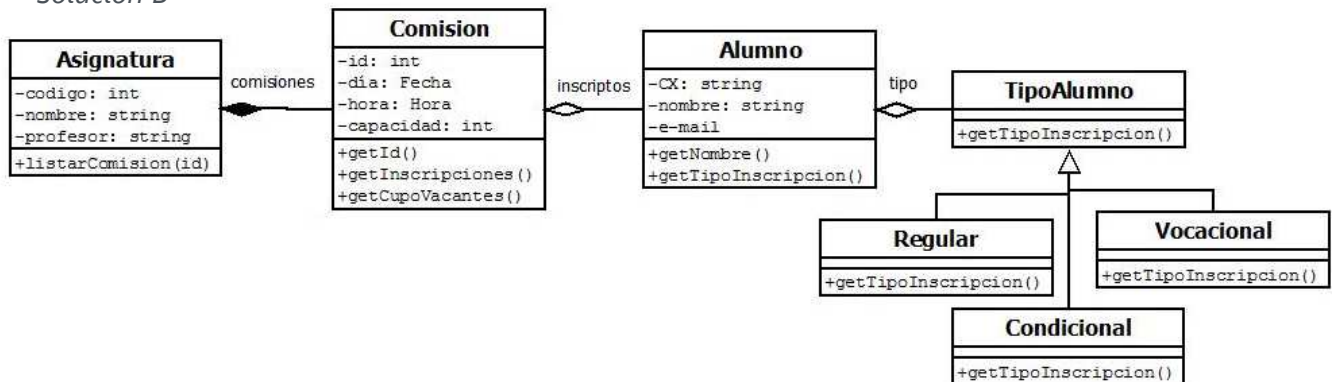 Solución B
Asignatura
-codigo: int
-nombre: string
-profesor: string
+listarComision(id)
comisiones
Comision
-id: int
-día: Fecha
-hora: Hora
-capacidad: int
+getId()
+getInscripciones()
+getCupoVacantes()
inscriptos
Alumno
-CX: string
-nombre: string
-e-mail
+getNombre()
+getTipoInscripcion()
tipo
TipoAlumno
+getTipoInscripcion()
Regular
+getTipoInscripcion()
Vocacional
+getTipoInscripcion()
Condicional
+getTipoInscripcion()